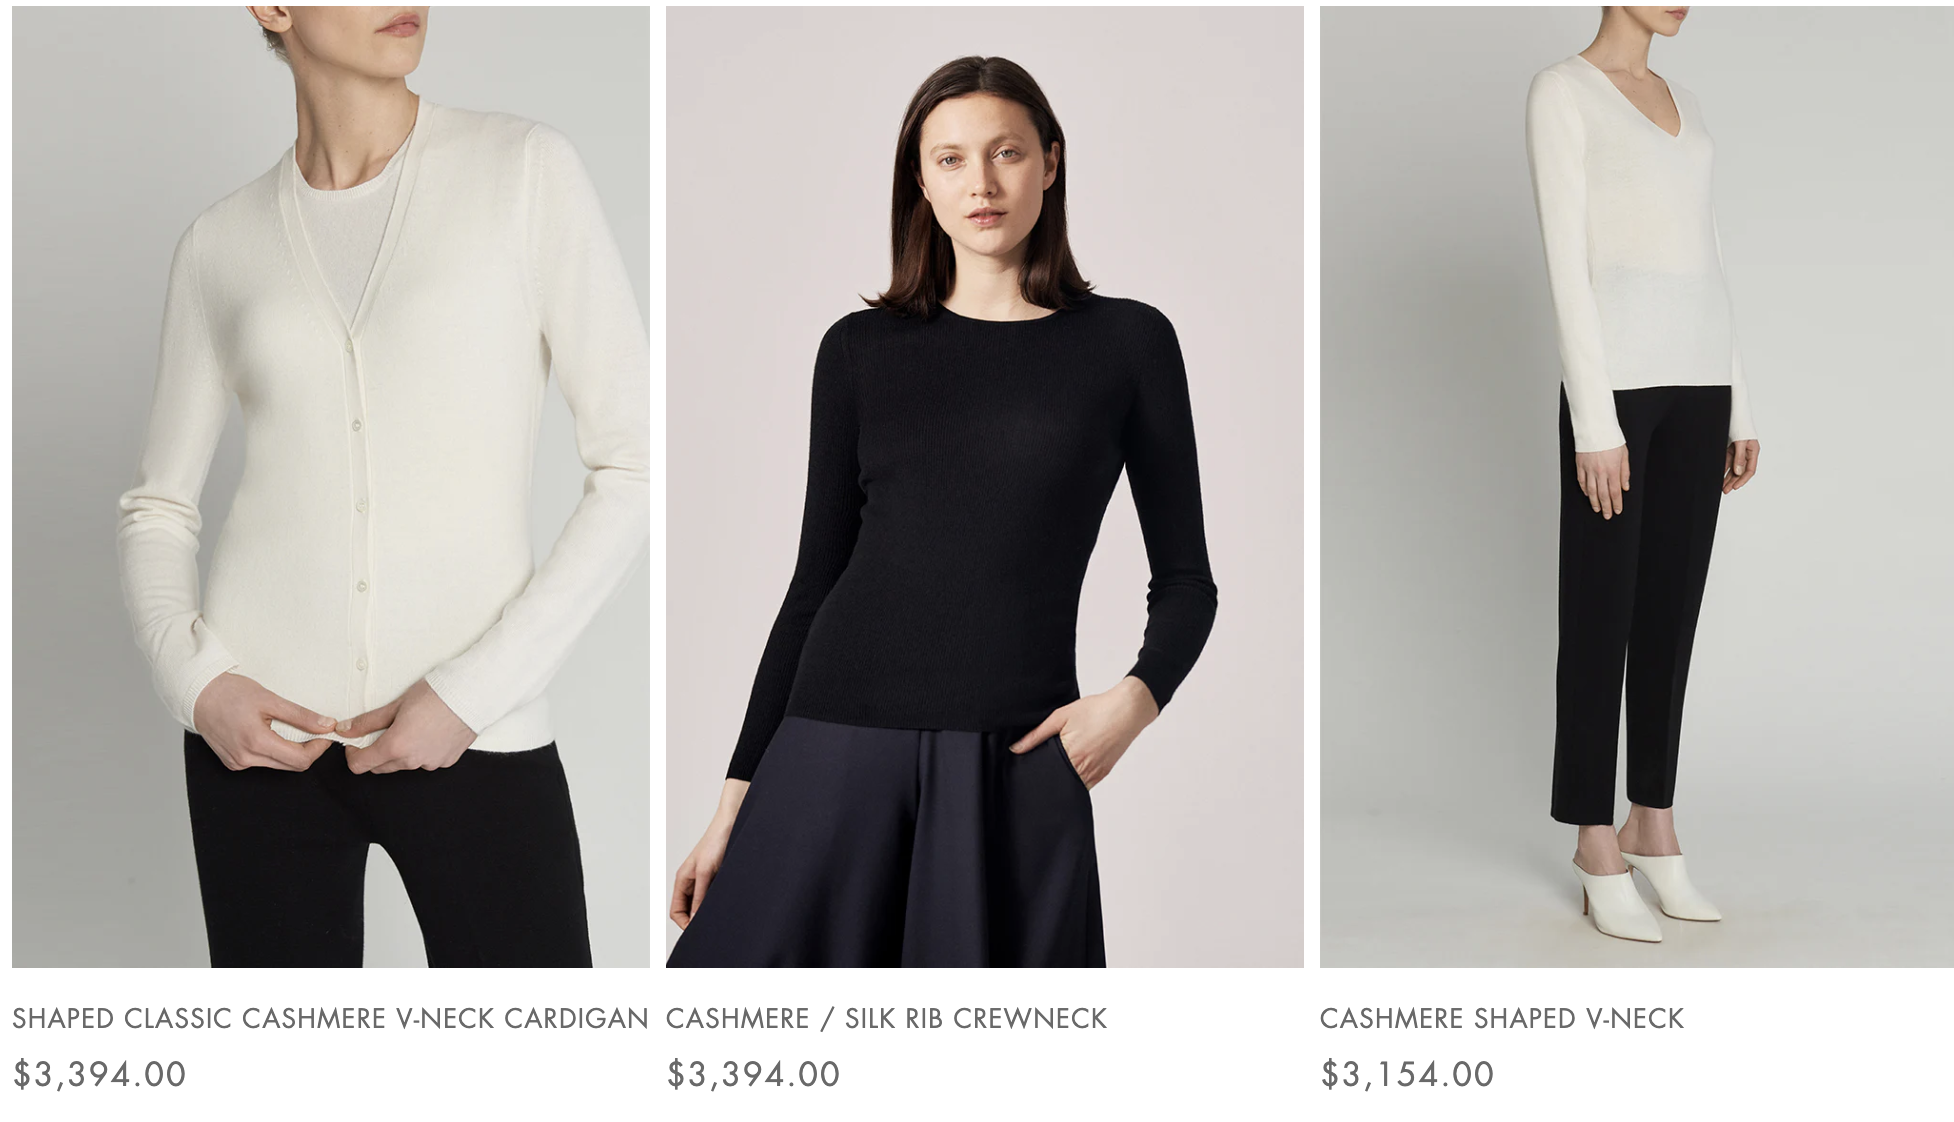 SHAPED CLASSIC CASHMERE V-NECK CARDIGAN
$3,394.00
CASHMERE / SILK RIB CREWNECK
$3,394.00
CASHMERE SHAPED V-NECK
$3,154.00